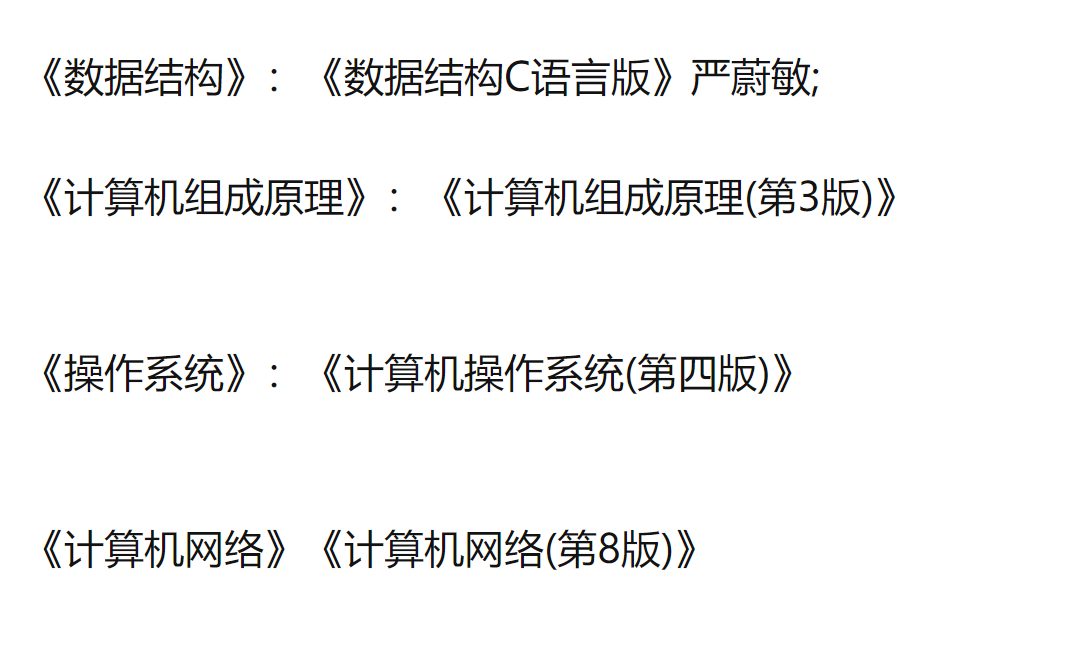 《数据结构》：《数据结构C语言版》严蔚敏;
《计算机组成原理》：《计算机组成原理(第3版)》
《操作系统》：《计算机操作系统(第四版)》
《计算机网络》《计算机网络(第8版)》